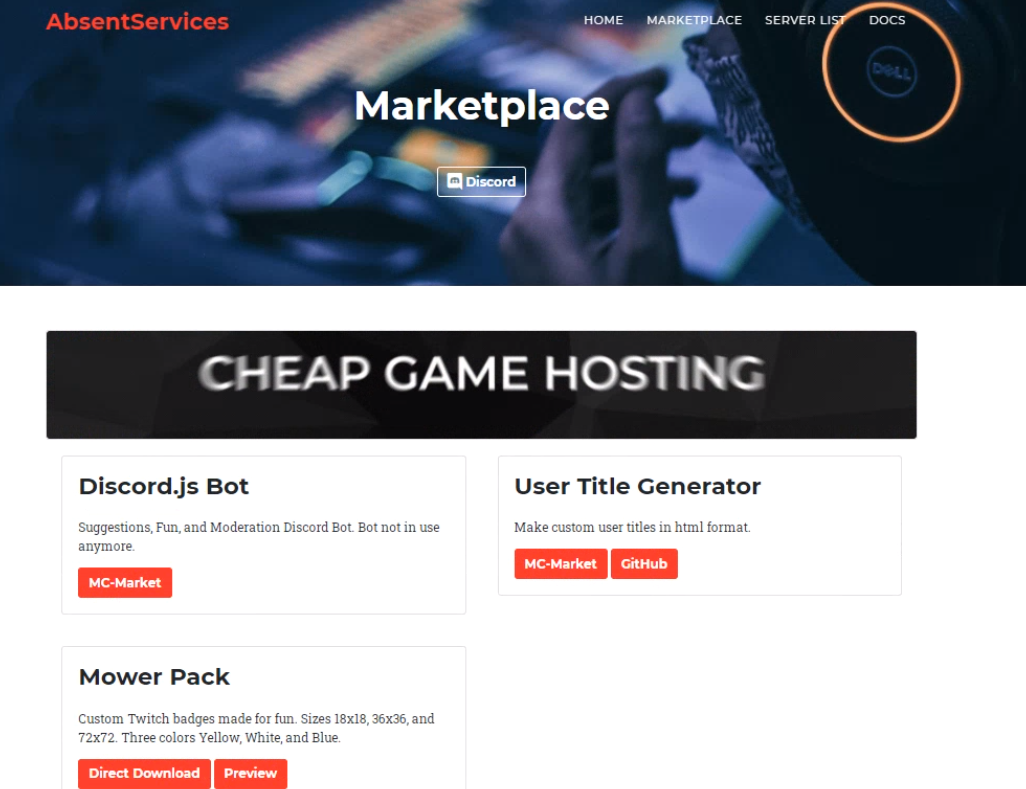 AbsentServices
HOME MARKETPLACE SERVER LIST DOCS
DELL
Marketplace
Discord
CHEAP GAME HOSTING
Discord.js Bot
Suggestions, Fun, and Moderation Discord Bot. Bot not in use
anymore.
MC-Market
User Title Generator
Make custom user titles in html format.
MC-Market GitHub
Mower Pack
Custom Twitch badges made for fun. Sizes 18x18, 36x36, and
72x72. Three colors Yellow, White, and Blue.
Direct Download Preview